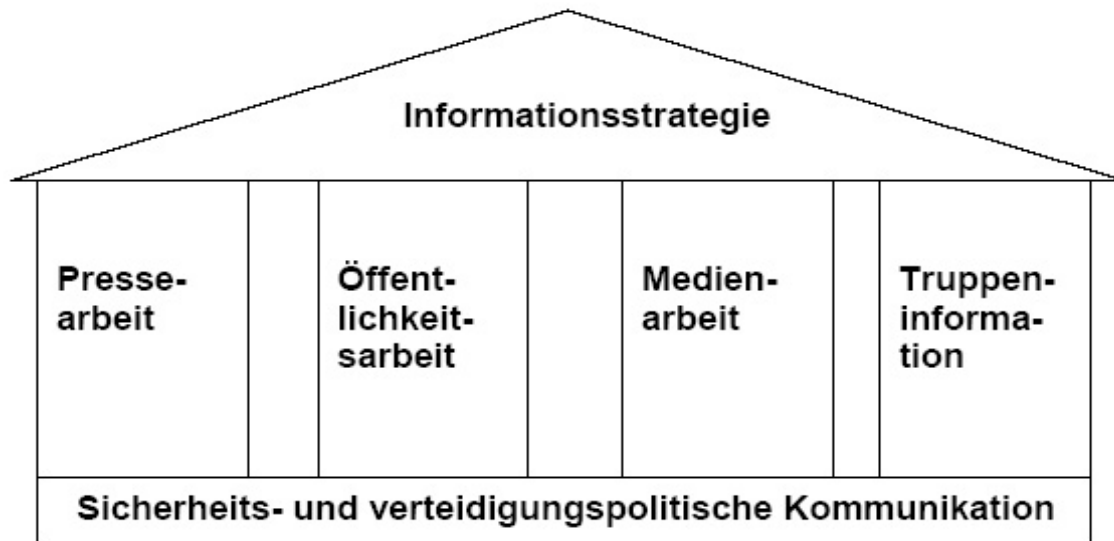 Informationsstrategie
Presse-
arbeit
Öffent-
lichkeit-
sarbeit
Medien-
arbeit
Truppen-
informa-
tion
Sicherheits- und verteidigungspolitische Kommunikation